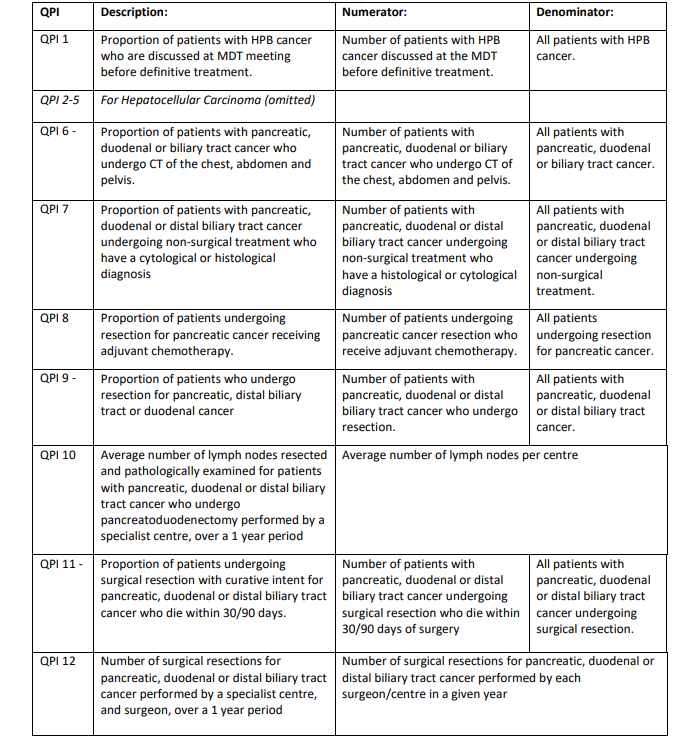 QPI Description: Numerator: Denominator:
QPI 1 Proportion of patients with HPB cancer Number of patients with HPB All patients with HPB
who are discussed at MDT meeting cancer discussed at the MDT cancer.
before definitive treatment. before definitive treatment.
QPI 2-5 For Hepatocellular Carcinoma (omitted)
QPI 6 - Proportion of patients with pancreatic, Number of patients with All patients with
duodenal or biliary tract cancer who pancreatic, duodenal or biliary pancreatic, duodenal
undergo CT of the chest, abdomen and tract cancer who undergo CT of or biliary tract cancer.
pelvis. the chest, abdomen and pelvis.
QPI 7 Proportion of patients with pancreatic, Number of patients with All patients with
duodenal or distal biliary tract cancer pancreatic, duodenal or distal pancreatic, duodenal
undergoing non-surgical treatment who biliary tract cancer undergoing or distal biliary tract
have a cytological or histological non-surgical treatment who cancer undergoing
diagnosis have a histological or cytological non-surgical
diagnosis treatment.
QPI 8 Proportion of patients undergoing Number of patients undergoing All patients
resection for pancreatic cancer receiving pancreatic cancer resection who undergoing resection
adjuvant chemotherapy. receive adjuvant chemotherapy. for pancreatic cancer.
QPI 9 - Proportion of patients who undergo Number of patients with All patients with
resection for pancreatic, distal biliary pancreatic, duodenal or distal pancreatic, duodenal
tract or duodenal cancer biliary tract cancer who undergo or distal biliary tract
resection. cancer.
QPI 10 Average number of lymph nodes resected Average number of lymph nodes per centre
and pathologically examined for patients
with pancreatic, duodenal or distal biliary
tract cancer who undergo
pancreatoduodenectomy performed by a
specialist centre, over a 1 year period
QPI 11 - Proportion of patients undergoing Number of patients with All patients with
surgical resection with curative intent for pancreatic, duodenal or distal pancreatic, duodenal
pancreatic, duodenal or distal biliary tract biliary tract cancer undergoing or distal biliary tract
cancer who die within 30/90 days. surgical resection who die within cancer undergoing
30/90 days of surgery surgical resection.
QPI 12 Number of surgical resections for Number of surgical resections for pancreatic, duodenal or
pancreatic, duodenal or distal biliary tract distal biliary tract cancer performed by each
cancer performed by a specialist centre, surgeon/centre in a given year
and surgeon, over a 1 year period